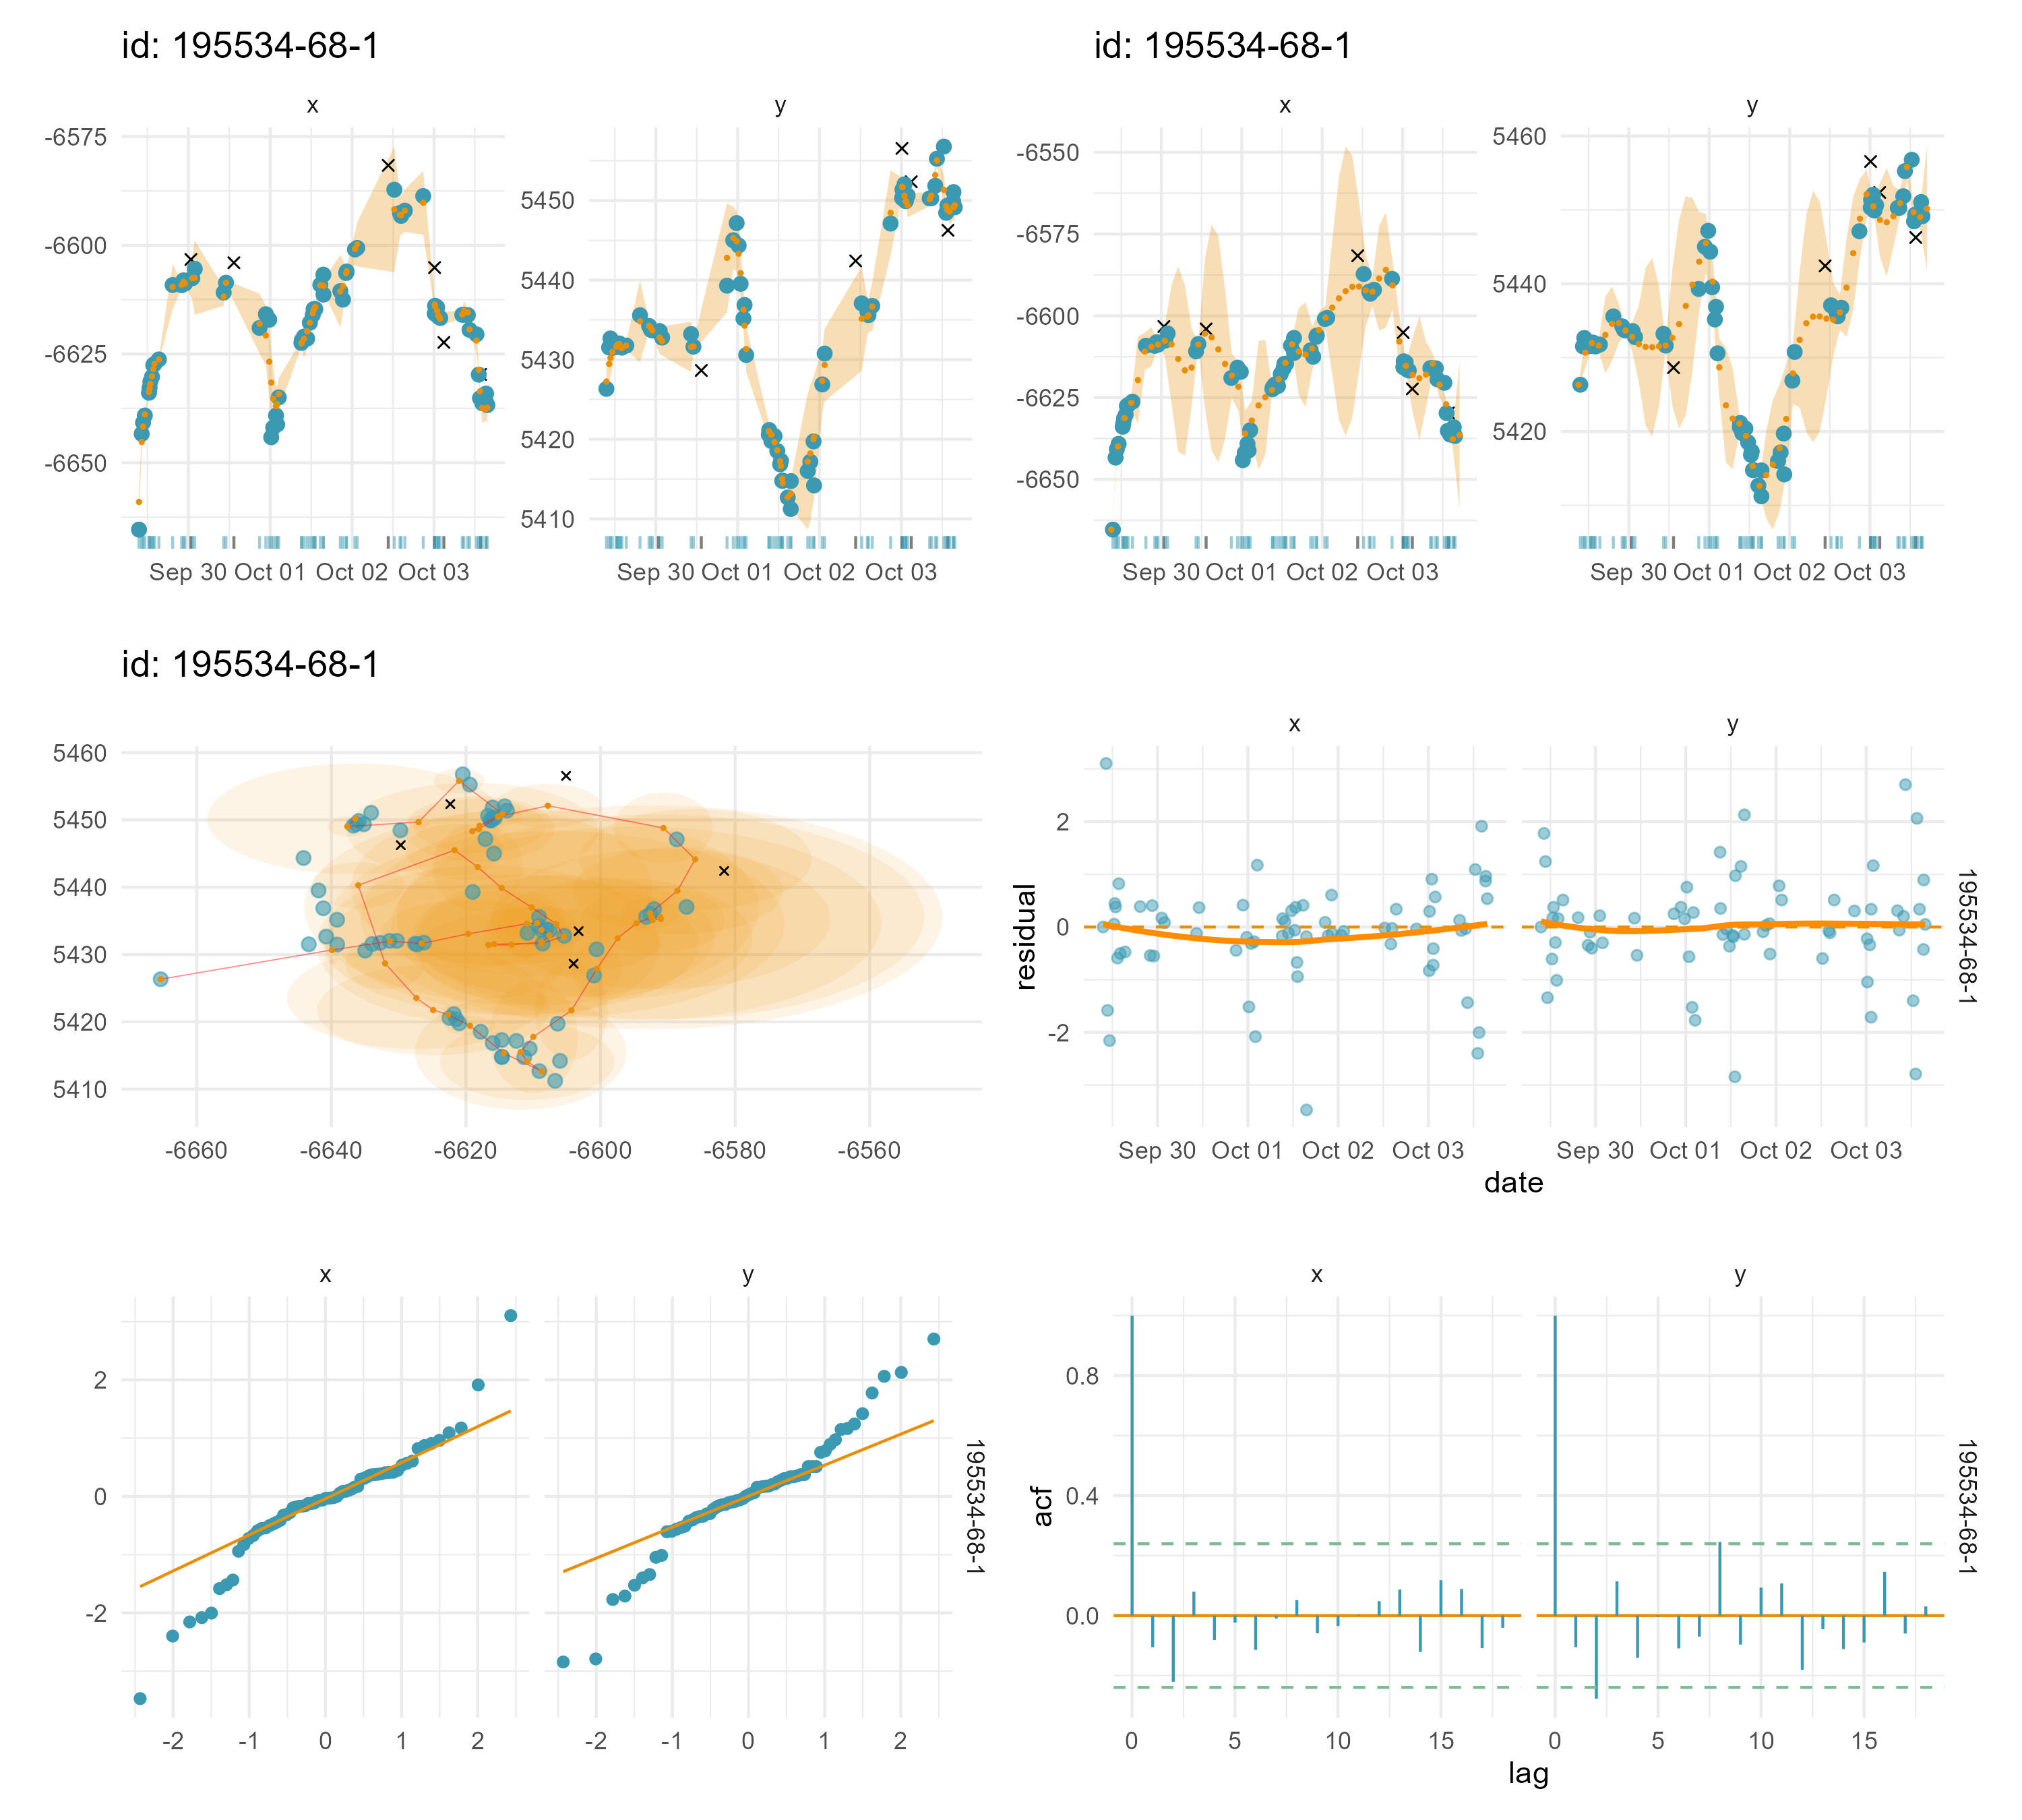 id: 195534-68-1
id: 195534-68-1
x
y
x
y
-6575
-6600
-6625
-6650
5450
5440
5430
5420
5410
-6550
-6575
-6600
-6625
-6650
5460
5440
5420
Sep 30 Oct 01 Oct 02 Oct 03
Sep 30 Oct 01 Oct 02 Oct 03
Sep 30 Oct 01 Oct 02 Oct 03
Sep 30 Oct 01 Oct 02 Oct 03
id: 195534-68-1
5460
5450
5440
5430
5420
5410
-6660 -6640 -6620 -6600 -6580 -6560
x
y
residual
2
0
-2
195534-68-1
Sep 30 Oct 01 Oct 02 Oct 03
Sep 30 Oct 01 Oct 02 Oct 03
date
x
y
2
0
-2
195534-68-1
-2 -1 0 1 2
-2 -1 0 1 2
x
y
acf
0.8
0.4
0.0
195534-68-1
0 5 10 15
0 5 10 15
lag